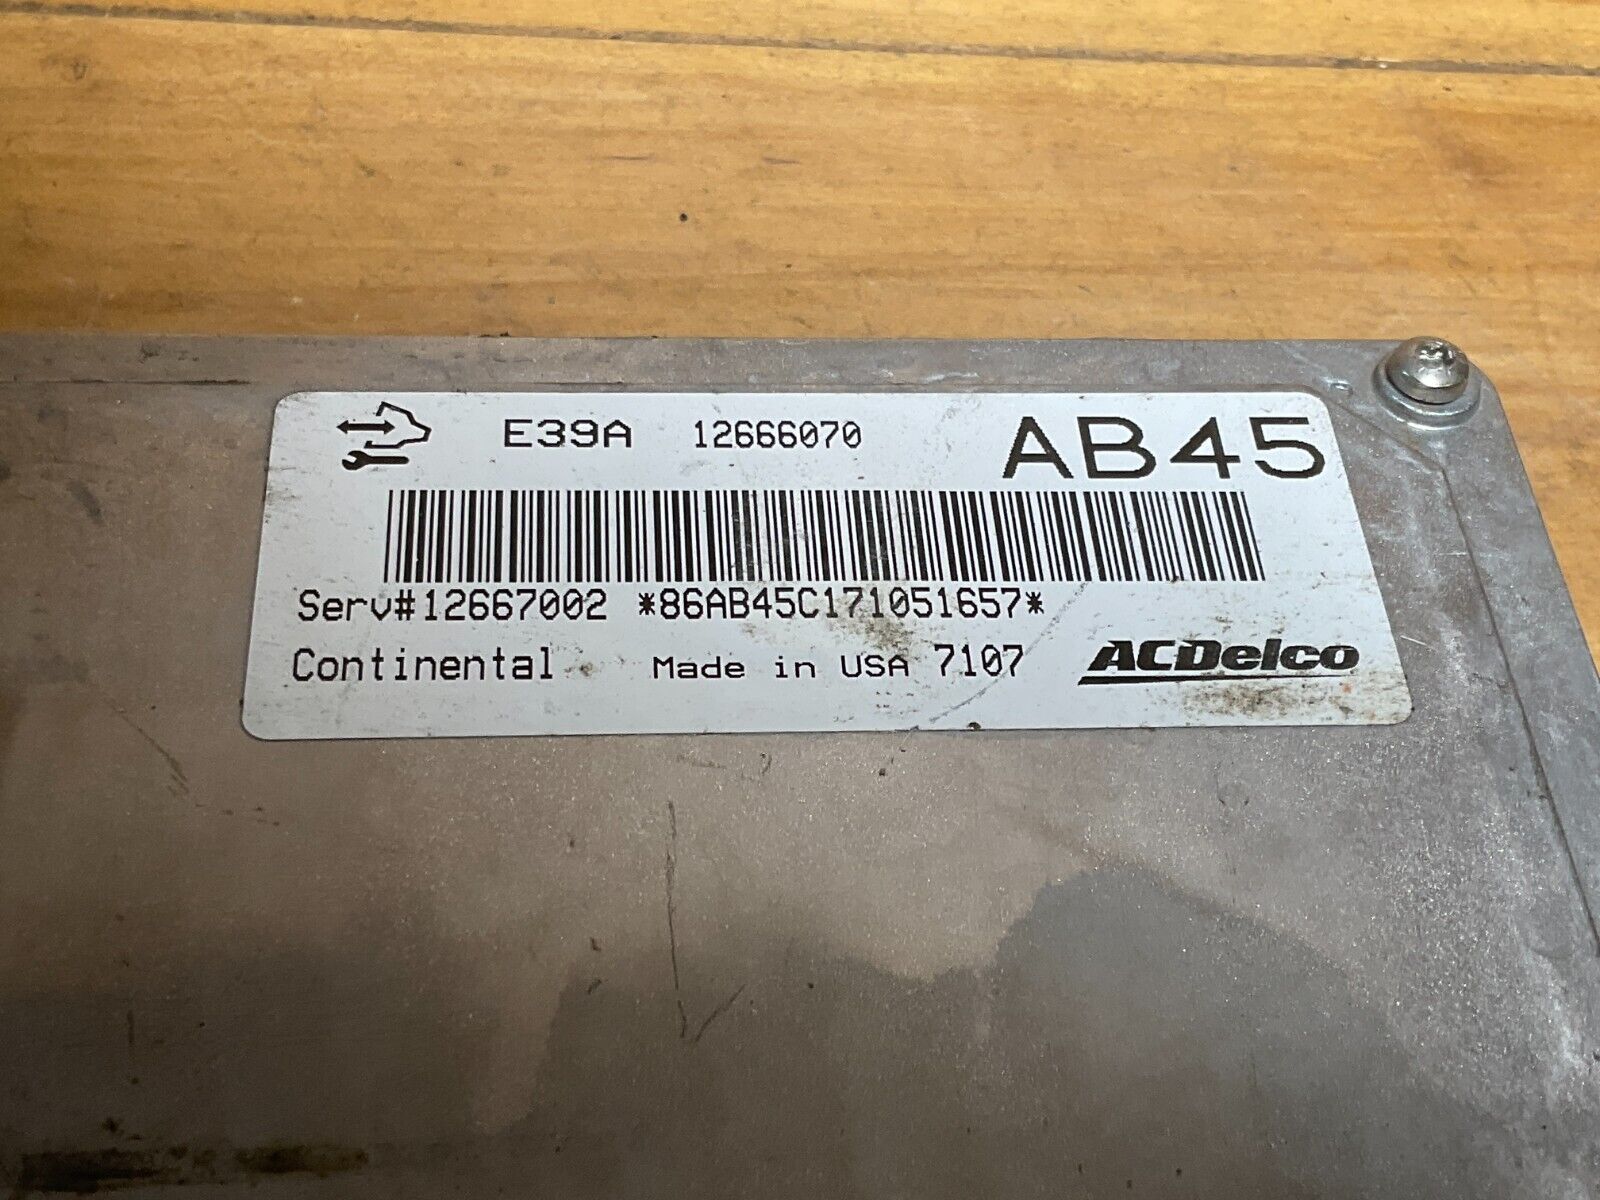 E39A 12666070 AB45
Serv#12667002 *86AB45C171051657*
Continental Made in USA 7107 ACDelco